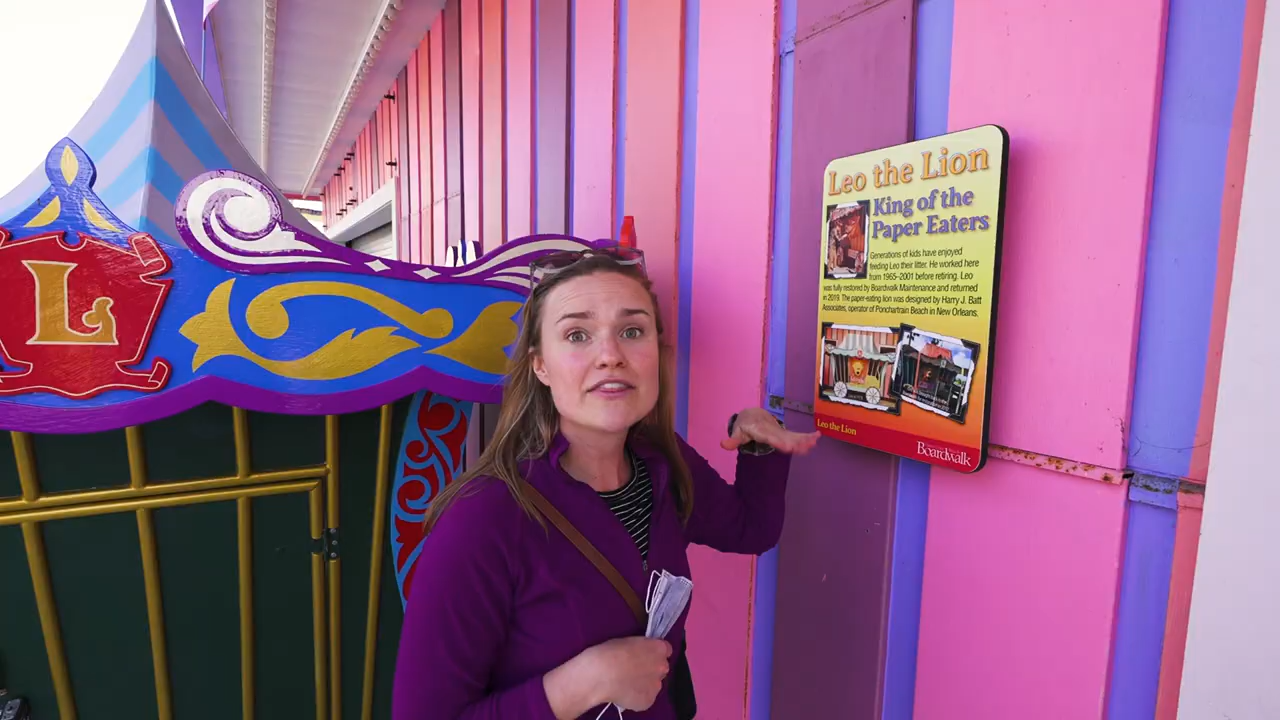 L
Leo the Lion
King of the
Paper Eaters
Generations of kids have enjoyed
feeding Leo their litter. He worked here
from 1965-2001 before retiring. Leo
was fully restored by Boardwalk Maintenance and returned
in 2019. The paper-eating lion was designed by Harry J. Batt
Associates, operator of Ponchartrain Beach in New Orleans.
Leo the Lion
Boardwalk